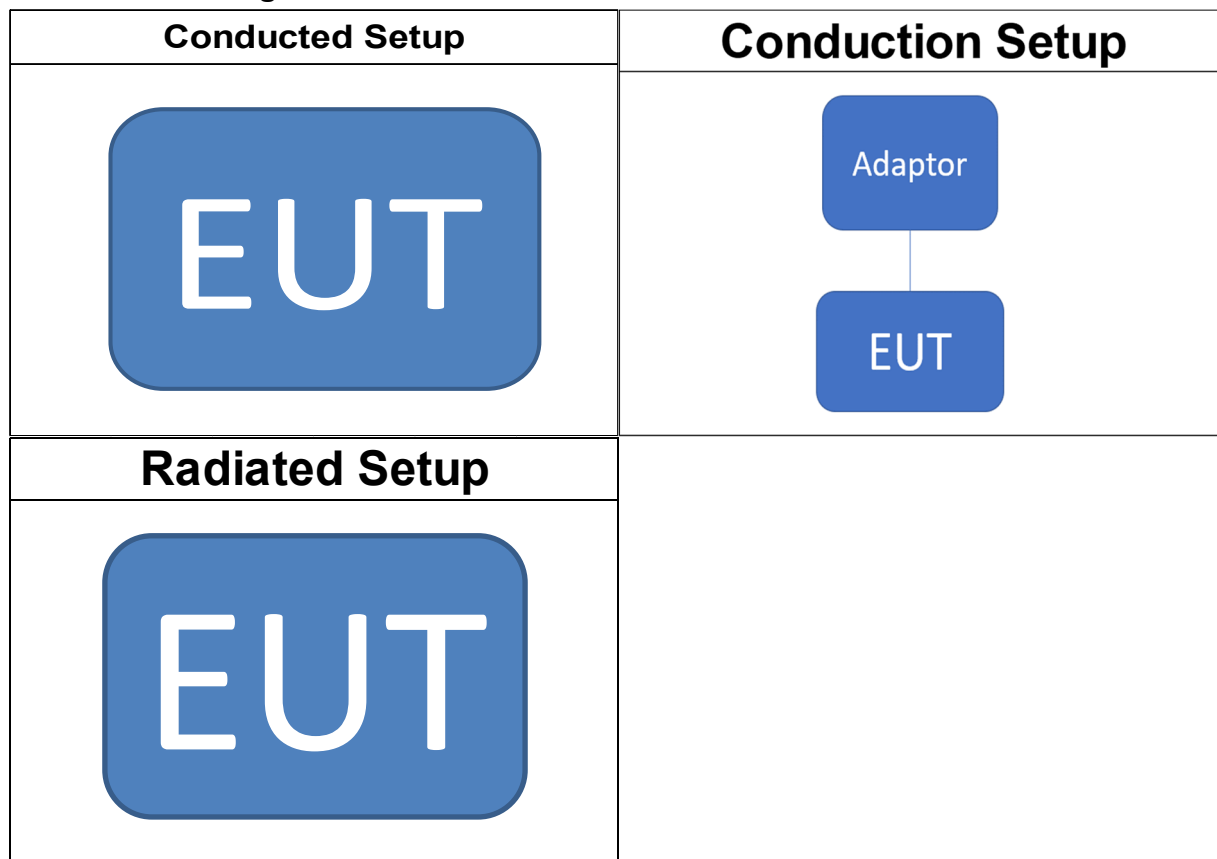 Conducted Setup
Conduction Setup
EUT
Adaptor
EUT
Radiated Setup
EUT